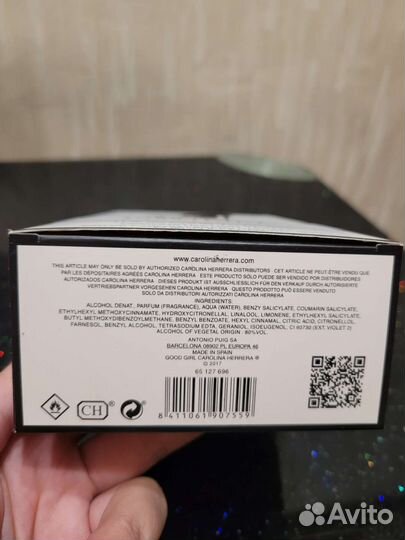 www.carolinaherrera.com
THIS ARTICLE MAY ONLY BE SOLD BY AUTHORIZED CAROLINA HERRERA DISTRIBUTORS . CET ARTICLE NE PEUT ÊTRE VENDU QUE
PAR LES DÉPOSITAIRES AGRÉÉS CAROLINA HERRERA . ESTE PRODUCTO SÓLO PUEDE SER VENDIDO POR DISTRIBUIDORES
AUTORIZADOS CAROLINA HERRERA . DIESES PRODUKT IST AUSSCHLIESSLICH FÜR DEN VERKAUF DURCH AUTORISIERTE
VERTRIEBSPARTNER VORGESEHEN CAROLINA HERRERA . QUESTO PRODOTTO PUÒ ESSERE VENDUTO
SOLO DA DISTRIBUTORI AUTORIZZATI CAROLINA HERRERA
INGREDIENTS:
ALCOHOL DENAT., PARFUM (FRAGRANCE), AQUA (WATER), BENZYL SALICYLATE, COUMARIN,
ETHYLHEXYL METHOXYCINNAMATE, HYDROXYCITRONELLAL, LINALOOL, LIMONENE, ETHYLHEXYL SALICYLATE,
BUTYL METHOXYDIBENZOYLMETHANE, BENZYL BENZOATE, HEXYL CINNAMAL, CITRIC ACID, CITRONELLOL,
FARNESOL, BENZYL ALCOHOL, TETRASODIUM EDTA, GERANIOL, ISOEUGENOL, CI 60730 (EXT. VIOLET 2)
ALCOHOL OF VEGETAL ORIGIN : 80%VOL.
ANTONIO PUIG SA
BARCELONA 08902 PL. EUROPA 46
MADE IN SPAIN
GOOD GIRL CAROLINA HERRERA ®
© 2017
65 127 696
CH ®
8 411061 907559
Avito